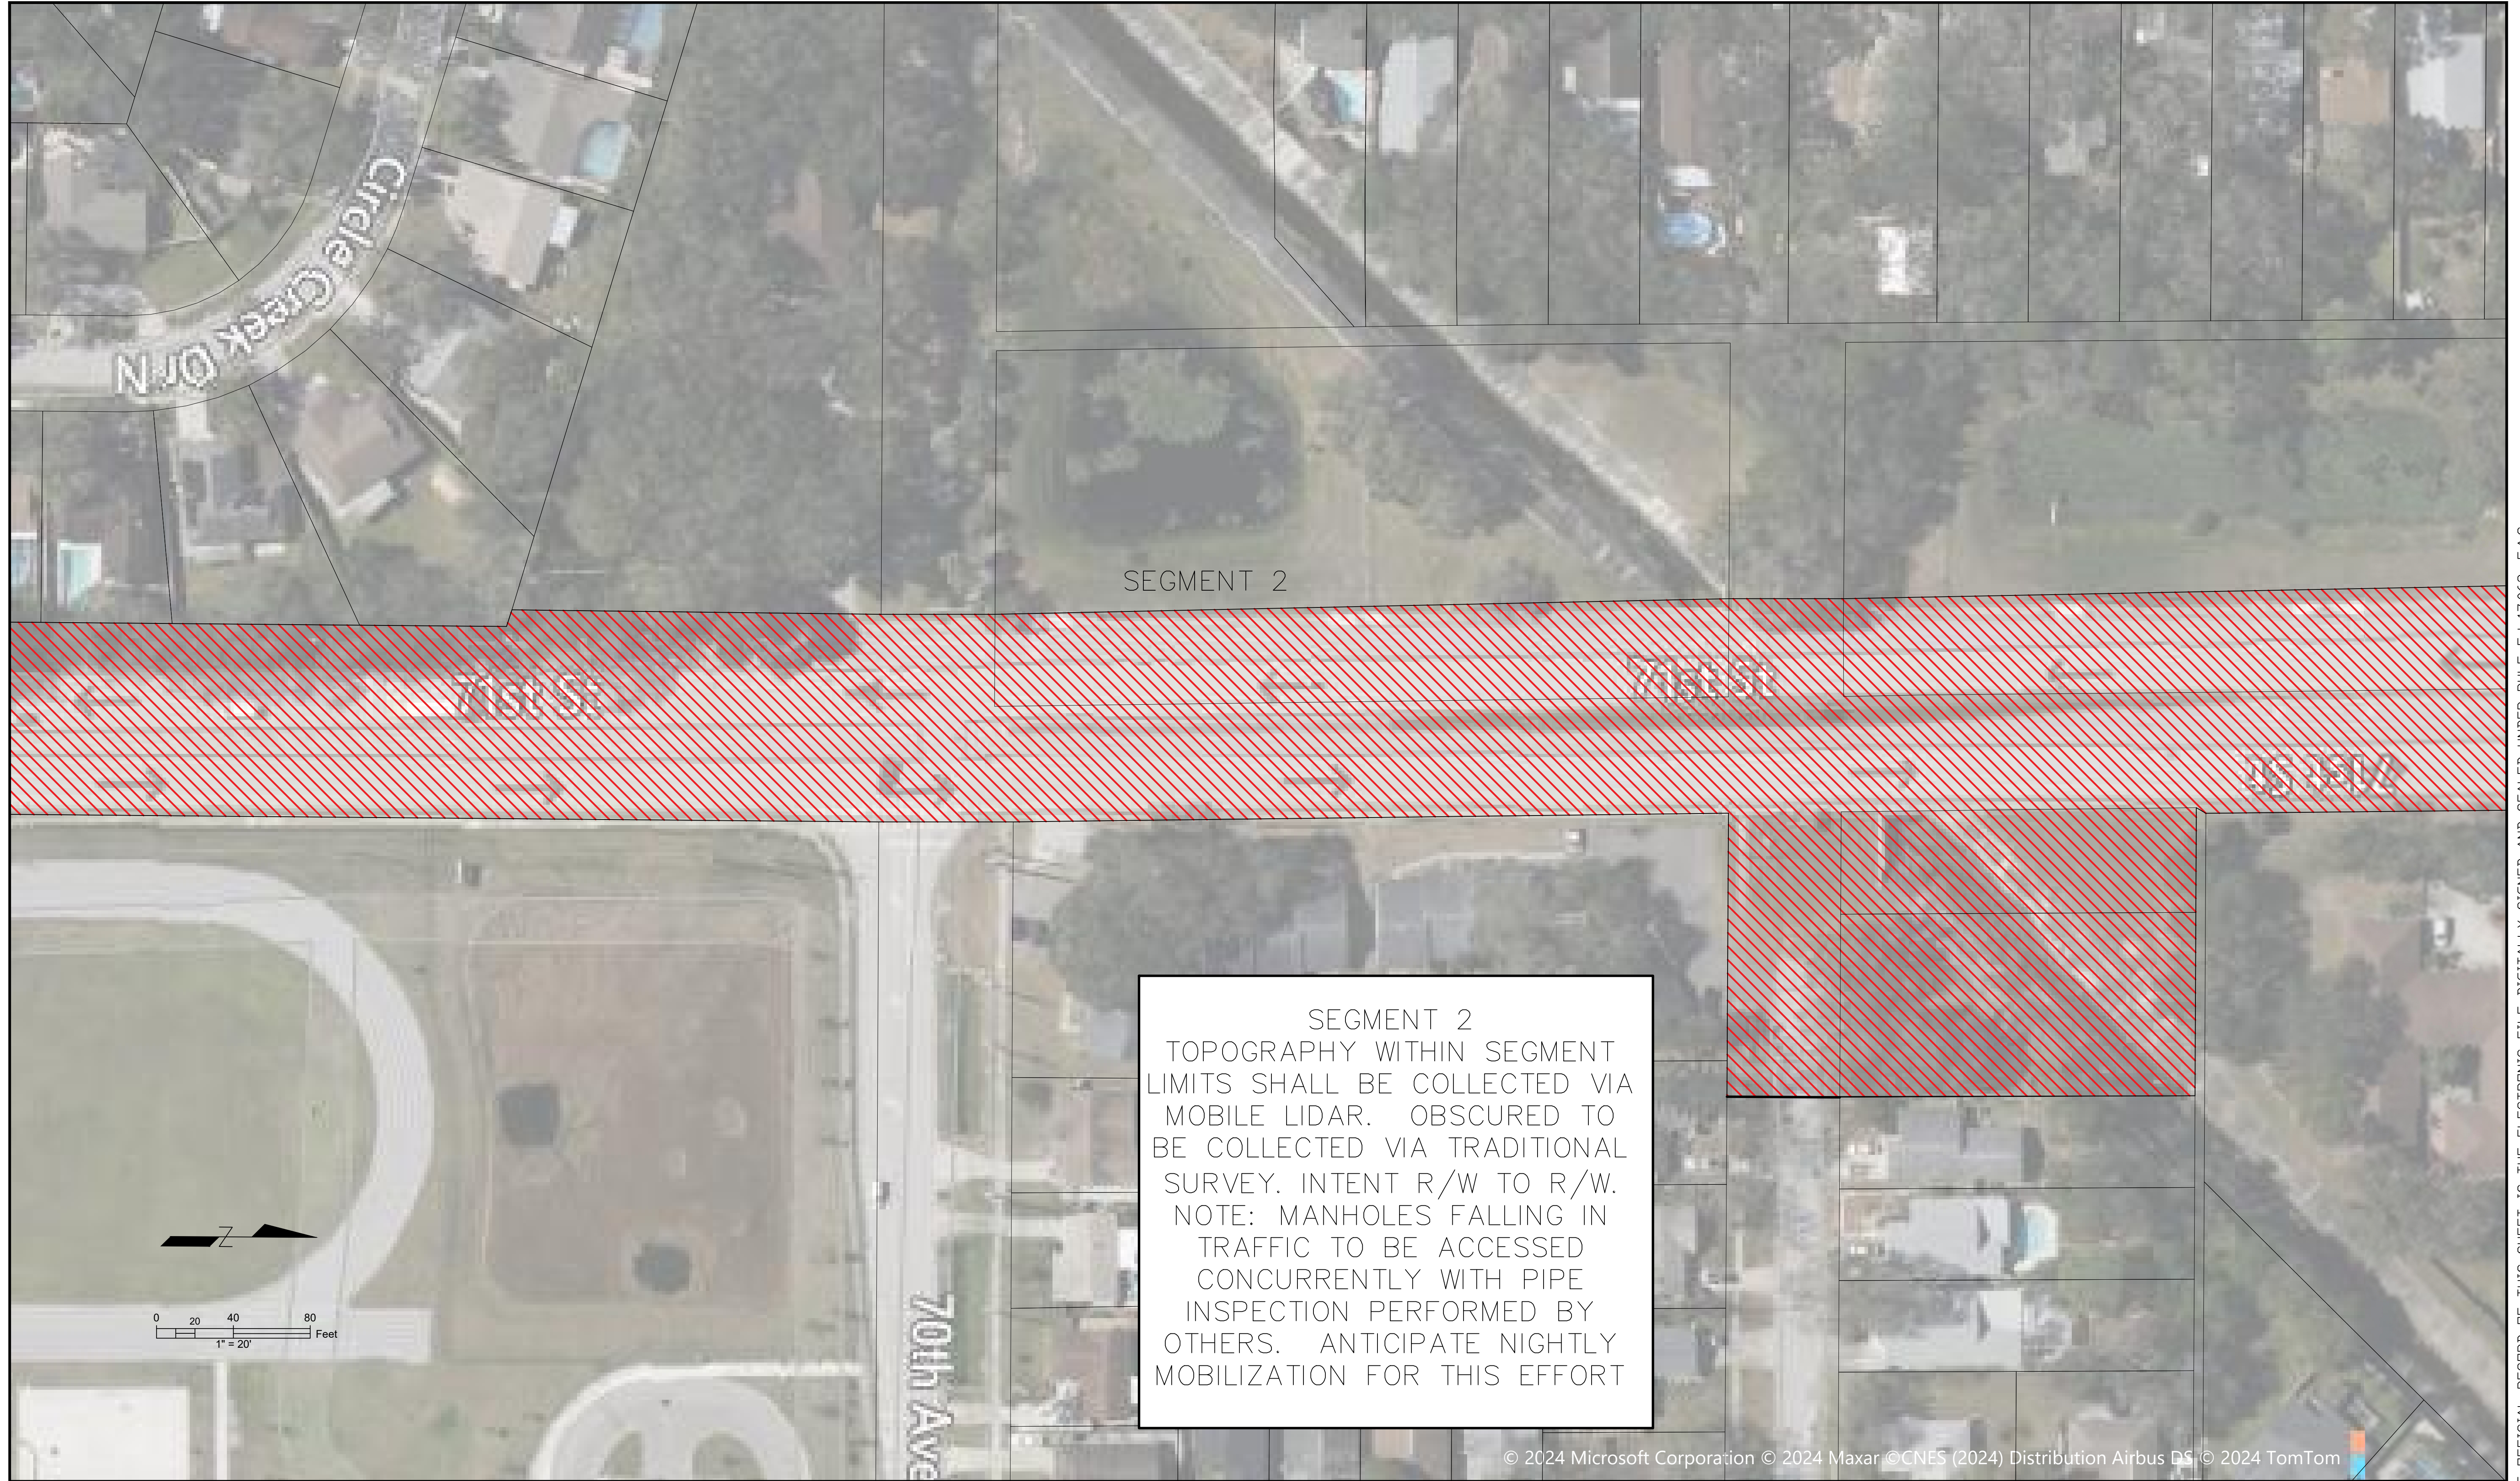 Circle Creek Dr N
SEGMENT 2
71st St
71st St
71st St
SEGMENT 2
TOPOGRAPHY WITHIN SEGMENT
LIMITS SHALL BE COLLECTED VIA
MOBILE LIDAR. OBSCURED TO
BE COLLECTED VIA TRADITIONAL
SURVEY. INTENT R/W TO R/W.
NOTE: MANHOLES FALLING IN
TRAFFIC TO BE ACCESSED
CONCURRENTLY WITH PIPE
INSPECTION PERFORMED BY
OTHERS. ANTICIPATE NIGHTLY
MOBILIZATION FOR THIS EFFORT
Z
0 20 40 80
Feet
1" = 20'
70th Ave
© 2024 Microsoft Corporation © 2024 Maxar ©CNES (2024) Distribution Airbus DS © 2024 TomTom